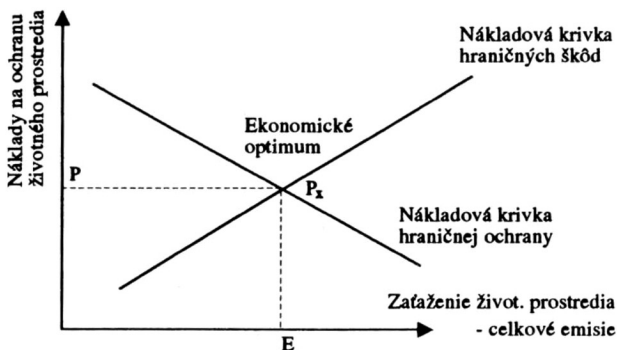 Náklady na ochranu
životného prostredia
Nákladová krivka
hraničných škôd
Ekonomické
optimum
P
Px
Nákladová krivka
hraničnej ochrany
Zaťaženie život. prostredia
- celkové emisie
E